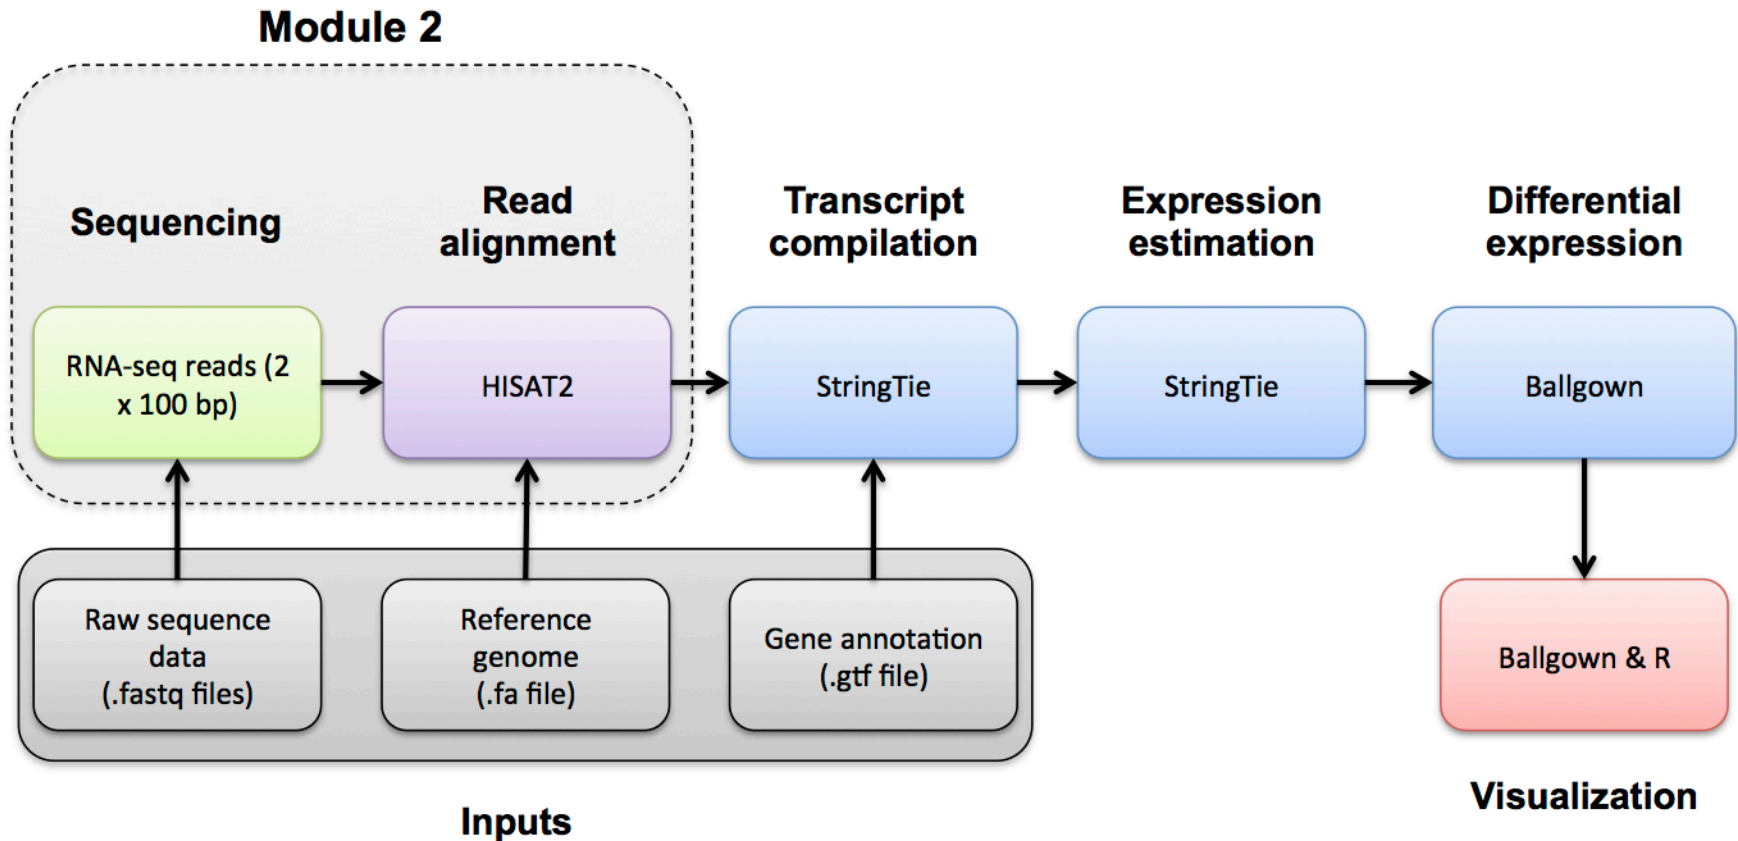 Module 2
Sequencing
Read
alignment
Transcript
compilation
Expression
estimation
Differential
expression
RNA-seq reads (2
x 100 bp)
HISAT2
StringTie
StringTie
Ballgown
Raw sequence
data
(.fastq files)
Reference
genome
(.fa file)
Gene annotation
(.gtf file)
Ballgown & R
Inputs
Visualization